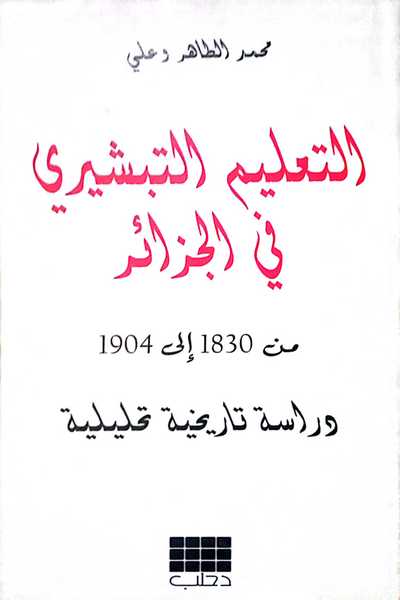 محمد الطاهر وعلي
التعليم التبشيري
في الجزائر
من 1830 إلى 1904
دراسة تاريخية تحليلية
دحلب